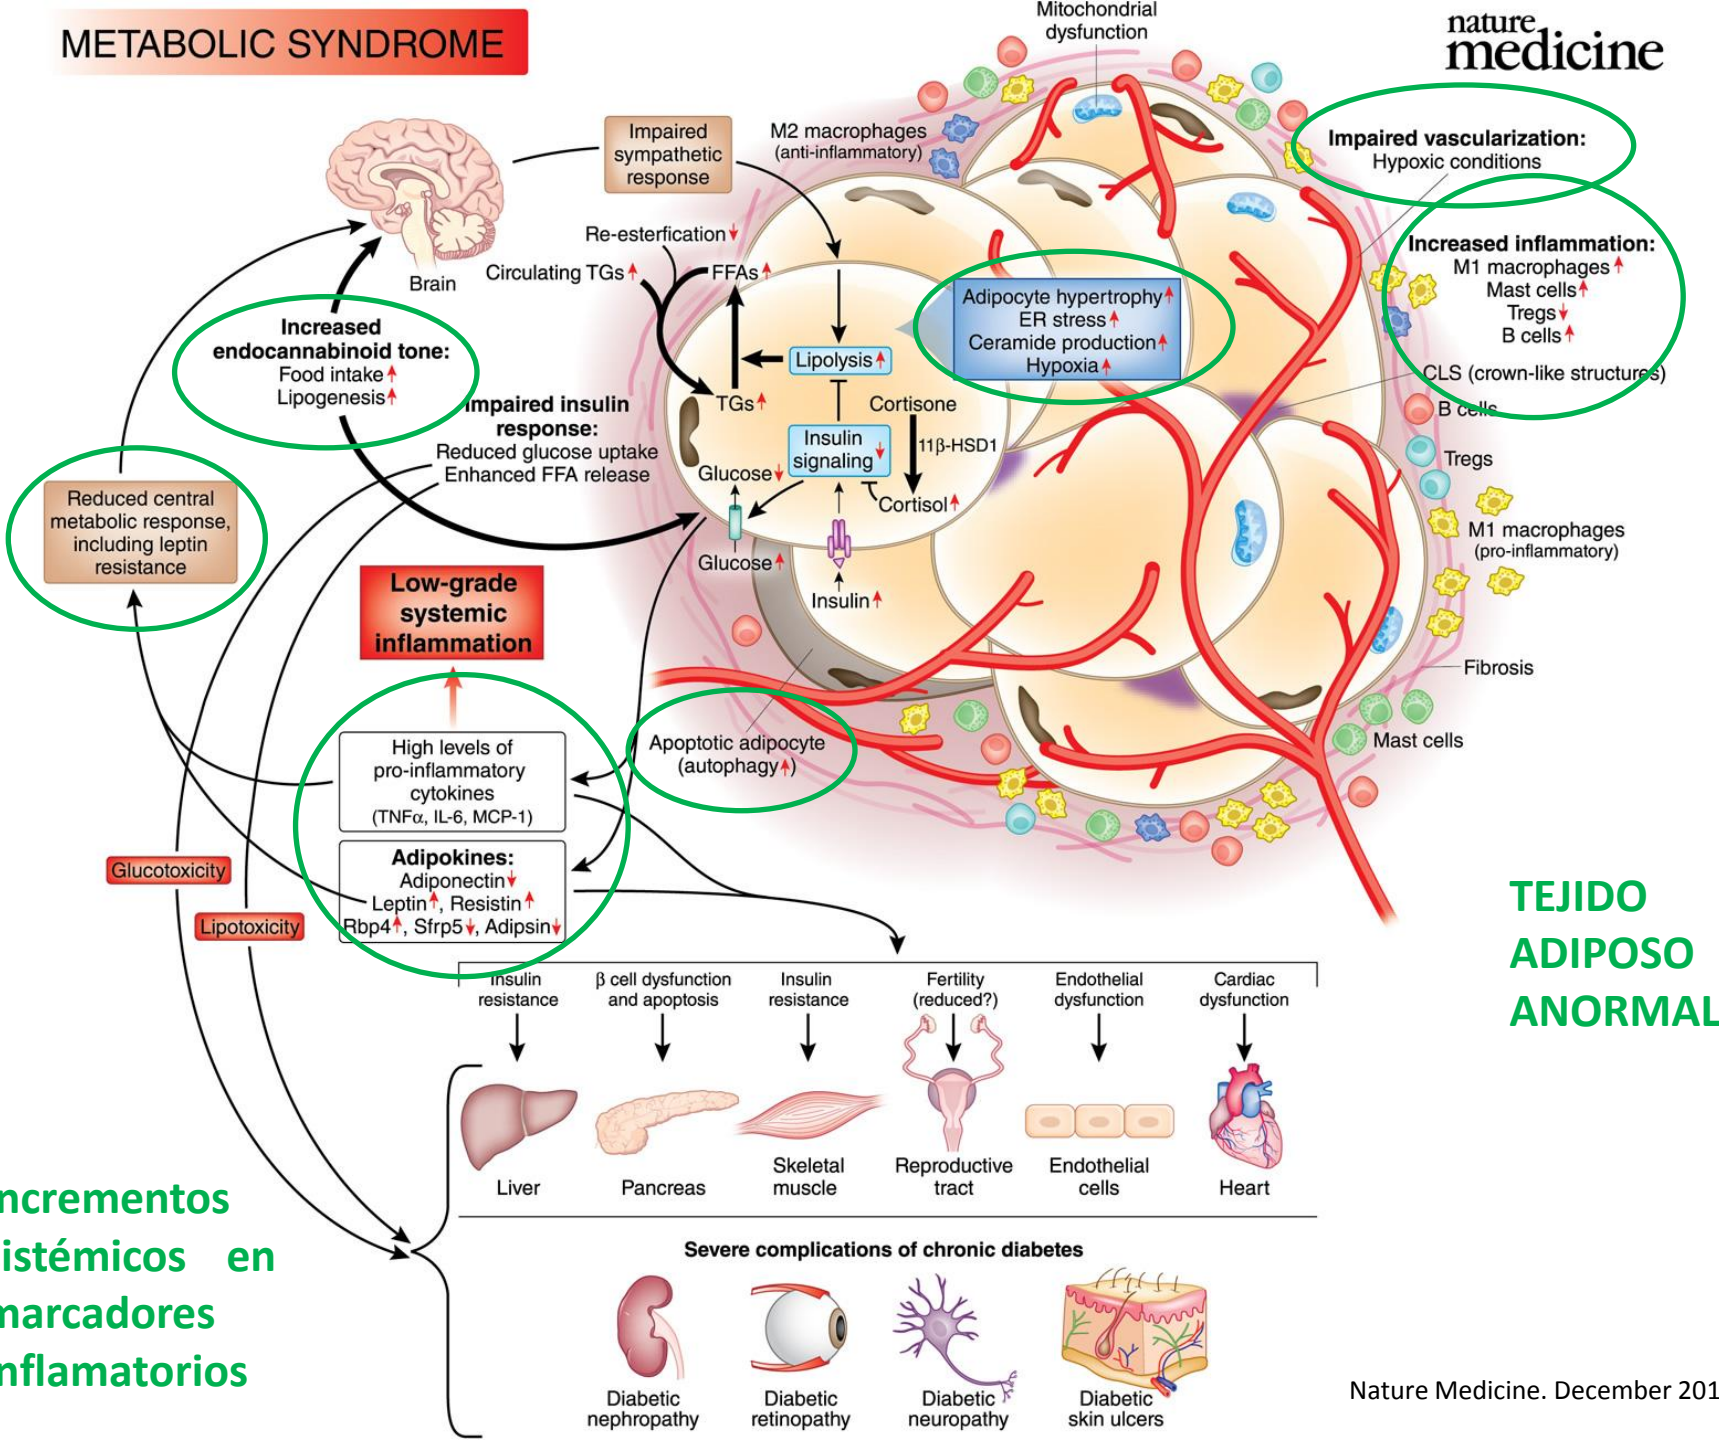 METABOLIC SYNDROME
nature
medicine
Mitochondrial
dysfunction
Impaired
sympathetic
response
M2 macrophages
(anti-inflammatory)
Impaired vascularization:
Hypoxic conditions
Increased inflammation:
M1 macrophages↑
Mast cells↑
Tregs↓
B cells↑
CLS (crown-like structures)
B cells
Tregs
M1 macrophages
(pro-inflammatory)
Fibrosis
Mast cells
Brain
Re-esterfication↓
Circulating TGs↑
FFAs↑
Lipolysis↑
TGs↑
Cortisone
11β-HSD1
Insulin
signaling↓
Glucose↓
Cortisol↑
Glucose↑
Insulin↑
Adipocyte hypertrophy↑
ER stress↑
Ceramide production↑
Hypoxia↑
Increased
endocannabinoid tone:
Food intake↑
Lipogenesis↑
Impaired insulin
response:
Reduced glucose uptake
Enhanced FFA release
Reduced central
metabolic response,
including leptin
resistance
Low-grade
systemic
inflammation
High levels of
pro-inflammatory
cytokines
(TNFα, IL-6, MCP-1)
Adipokines:
Adiponectin↓
Leptin↑, Resistin↑
Rbp4↑, Sfrp5↓, Adipsin↓
Apoptotic adipocyte
(autophagy↑)
Glucotoxicity
Lipotoxicity
TEJIDO
ADIPOSO
ANORMAL
Insulin
resistance
β cell dysfunction
and apoptosis
Insulin
resistance
Fertility
(reduced?)
Endothelial
dysfunction
Cardiac
dysfunction
Liver
Pancreas
Skeletal
muscle
Reproductive
tract
Endothelial
cells
Heart
ncrementos
istémicos en
marcadores
nflamatorios
Severe complications of chronic diabetes
Diabetic
nephropathy
Diabetic
retinopathy
Diabetic
neuropathy
Diabetic
skin ulcers
Nature Medicine. December 201